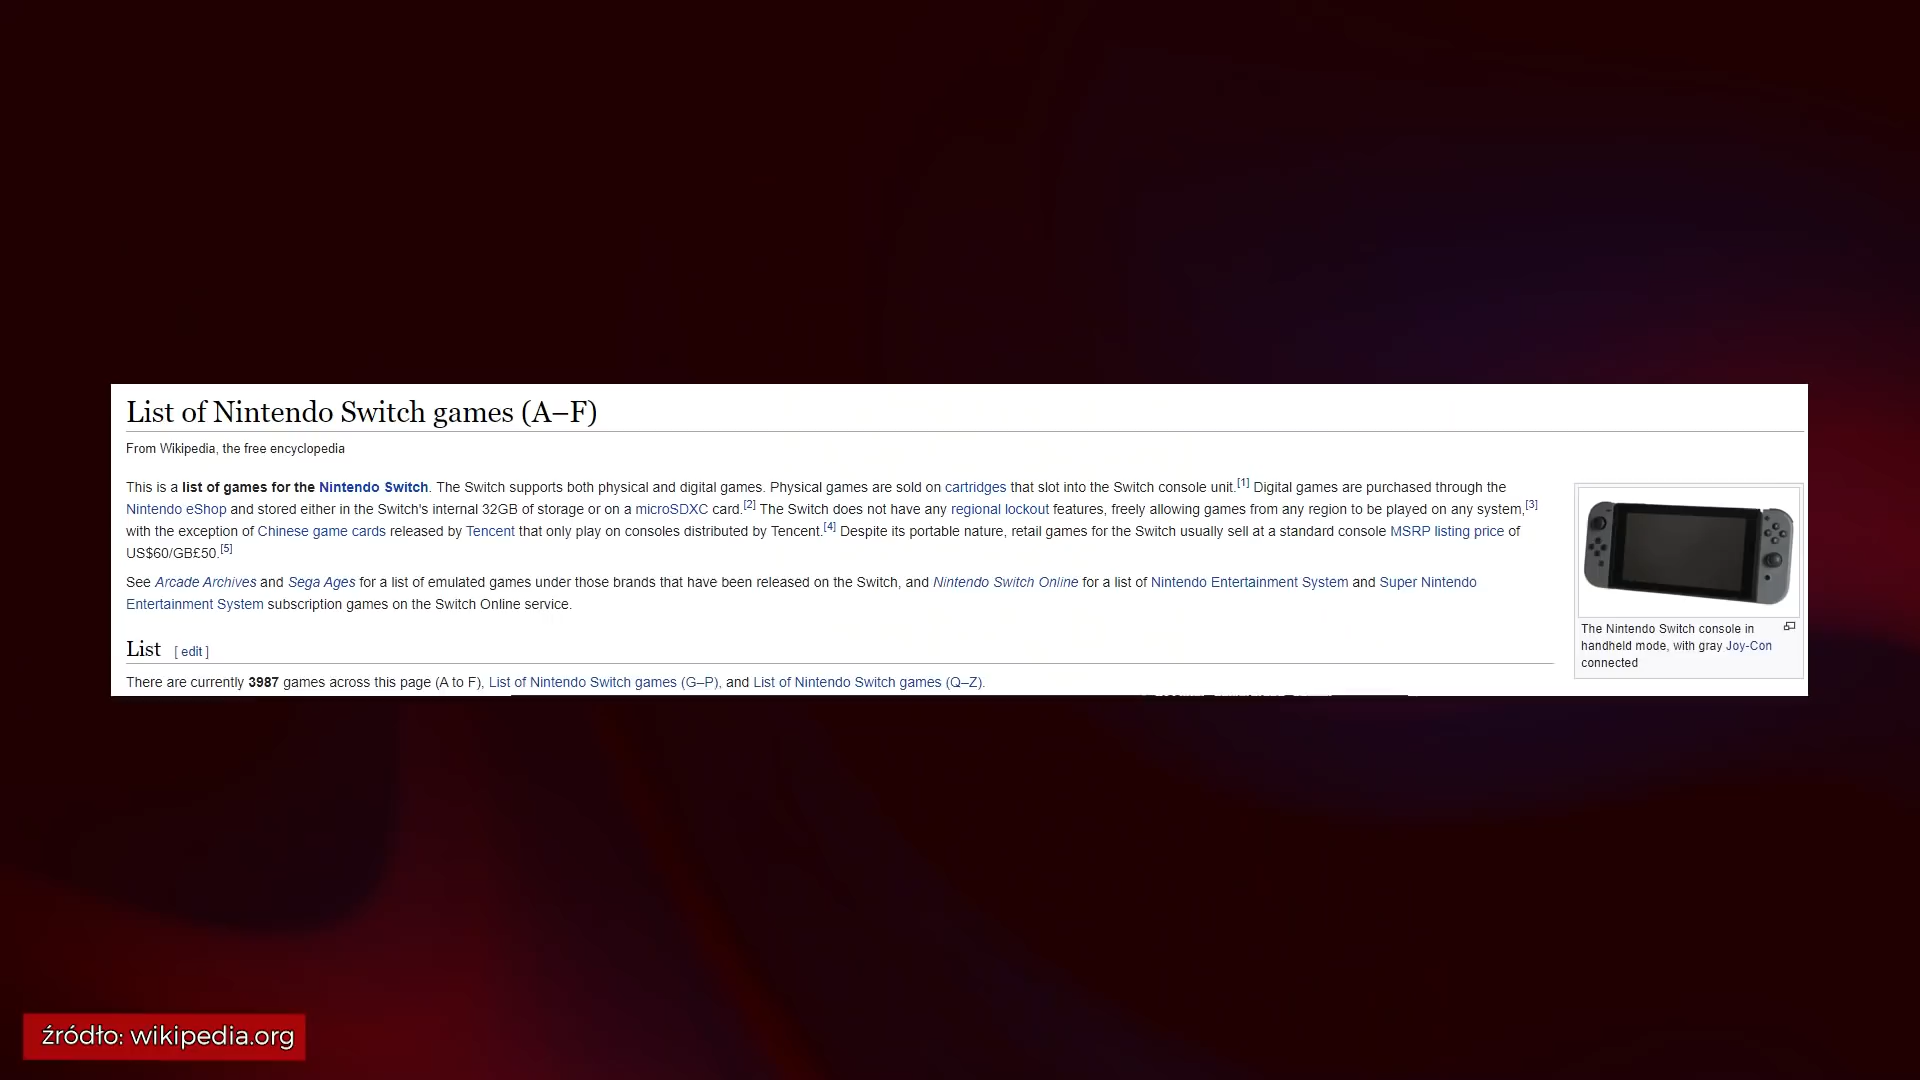 List of Nintendo Switch games (A–F)
From Wikipedia, the free encyclopedia
This is a list of games for the Nintendo Switch. The Switch supports both physical and digital games. Physical games are sold on cartridges that slot into the Switch console unit.[1] Digital games are purchased through the
Nintendo eShop and stored either in the Switch's internal 32GB of storage or on a microSDXC card.[2] The Switch does not have any regional lockout features, freely allowing games from any region to be played on any system,[3]
with the exception of Chinese game cards released by Tencent that only play on consoles distributed by Tencent.[4] Despite its portable nature, retail games for the Switch usually sell at a standard console MSRP listing price of
US$60/GB£50.[5]
See Arcade Archives and Sega Ages for a list of emulated games under those brands that have been released on the Switch, and Nintendo Switch Online for a list of Nintendo Entertainment System and Super Nintendo
Entertainment System subscription games on the Switch Online service.
The Nintendo Switch console in
handheld mode, with gray Joy-Con
connected
List [ edit ]
There are currently 3987 games across this page (A to F), List of Nintendo Switch games (G–P), and List of Nintendo Switch games (Q–Z).
źródło: wikipedia.org